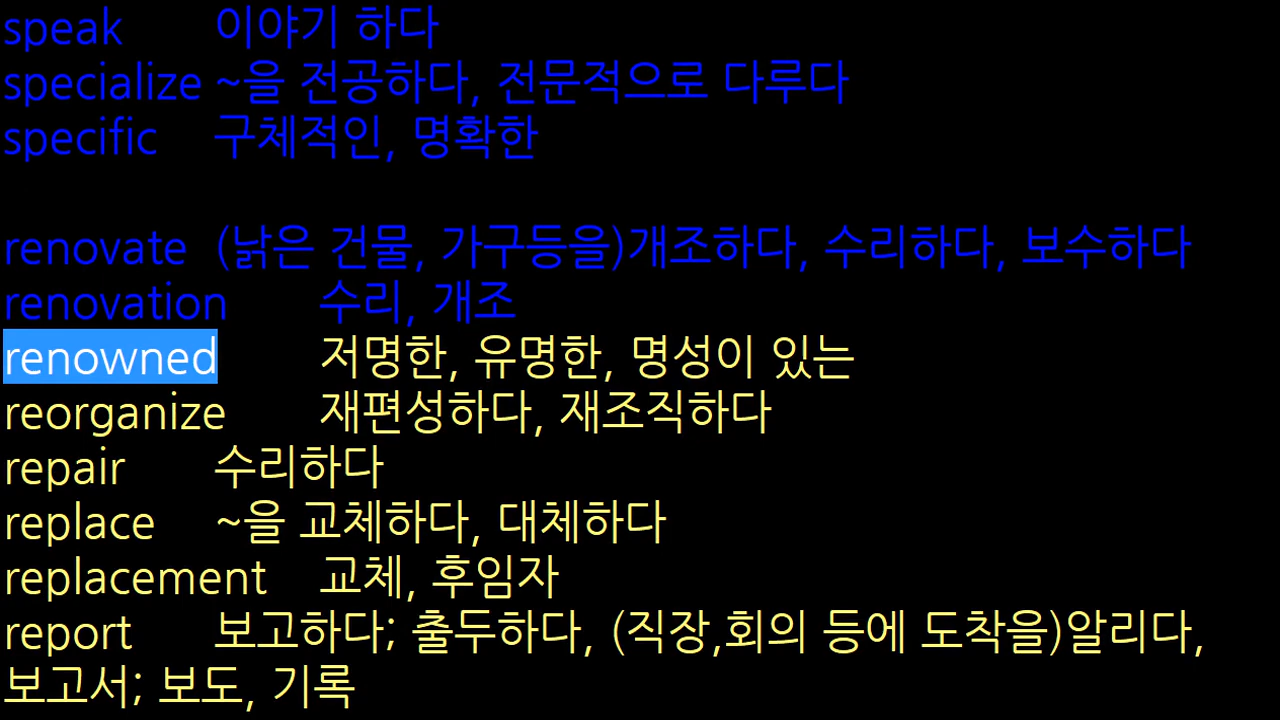 speak 이야기 하다
specialize ~을 전공하다, 전문적으로 다루다
specific 구체적인, 명확한
renovate (낡은 건물, 가구등을)개조하다, 수리하다, 보수하다
renovation 수리, 개조
renowned 저명한, 유명한, 명성이 있는
reorganize 재편성하다, 재조직하다
repair 수리하다
replace ~을 교체하다, 대체하다
replacement 교체, 후임자
report 보고하다; 출두하다, (직장,회의 등에 도착을)알리다,
보고서; 보도, 기록